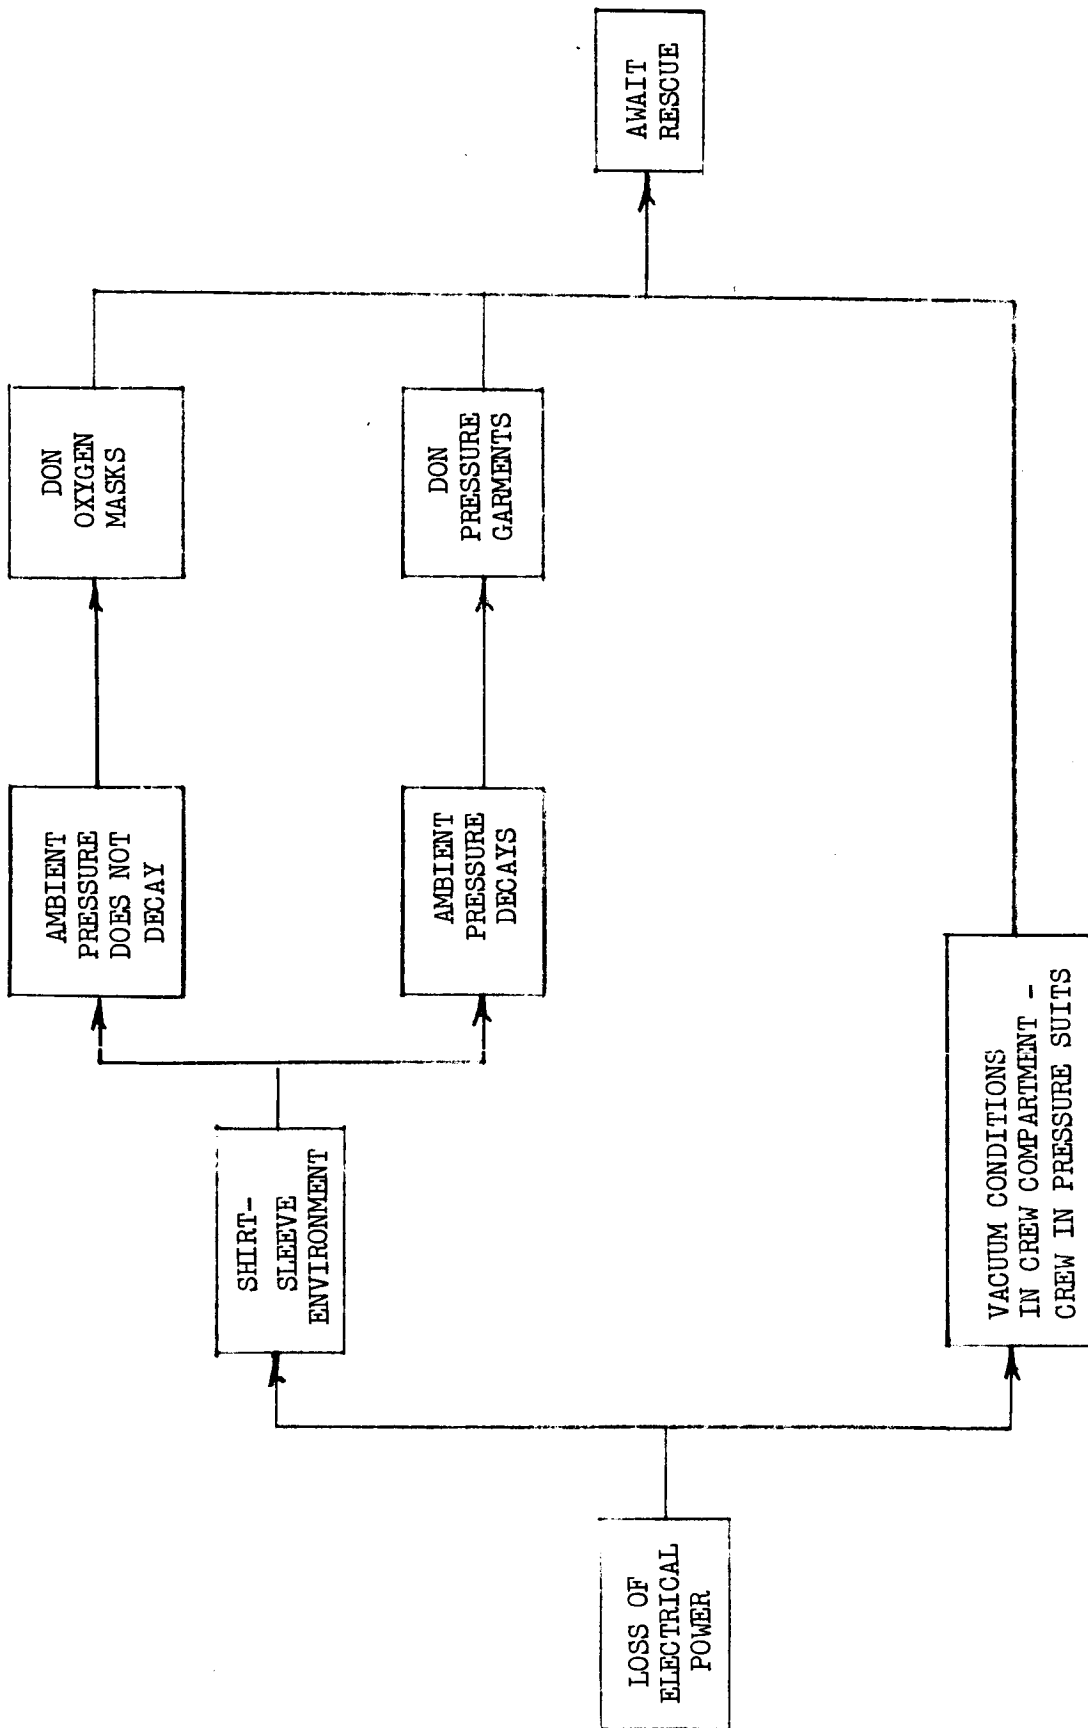 LOSS OF
ELECTRICAL
POWER
SHIRT-
SLEEVE
ENVIRONMENT
VACUUM CONDITIONS
IN CREW COMPARTMENT -
CREW IN PRESSURE SUITS
AMBIENT
PRESSURE
DOES NOT
DECAY
AMBIENT
PRESSURE
DECAYS
DON
OXYGEN
MASKS
DON
PRESSURE
GARMENTS
AWAIT
RESCUE